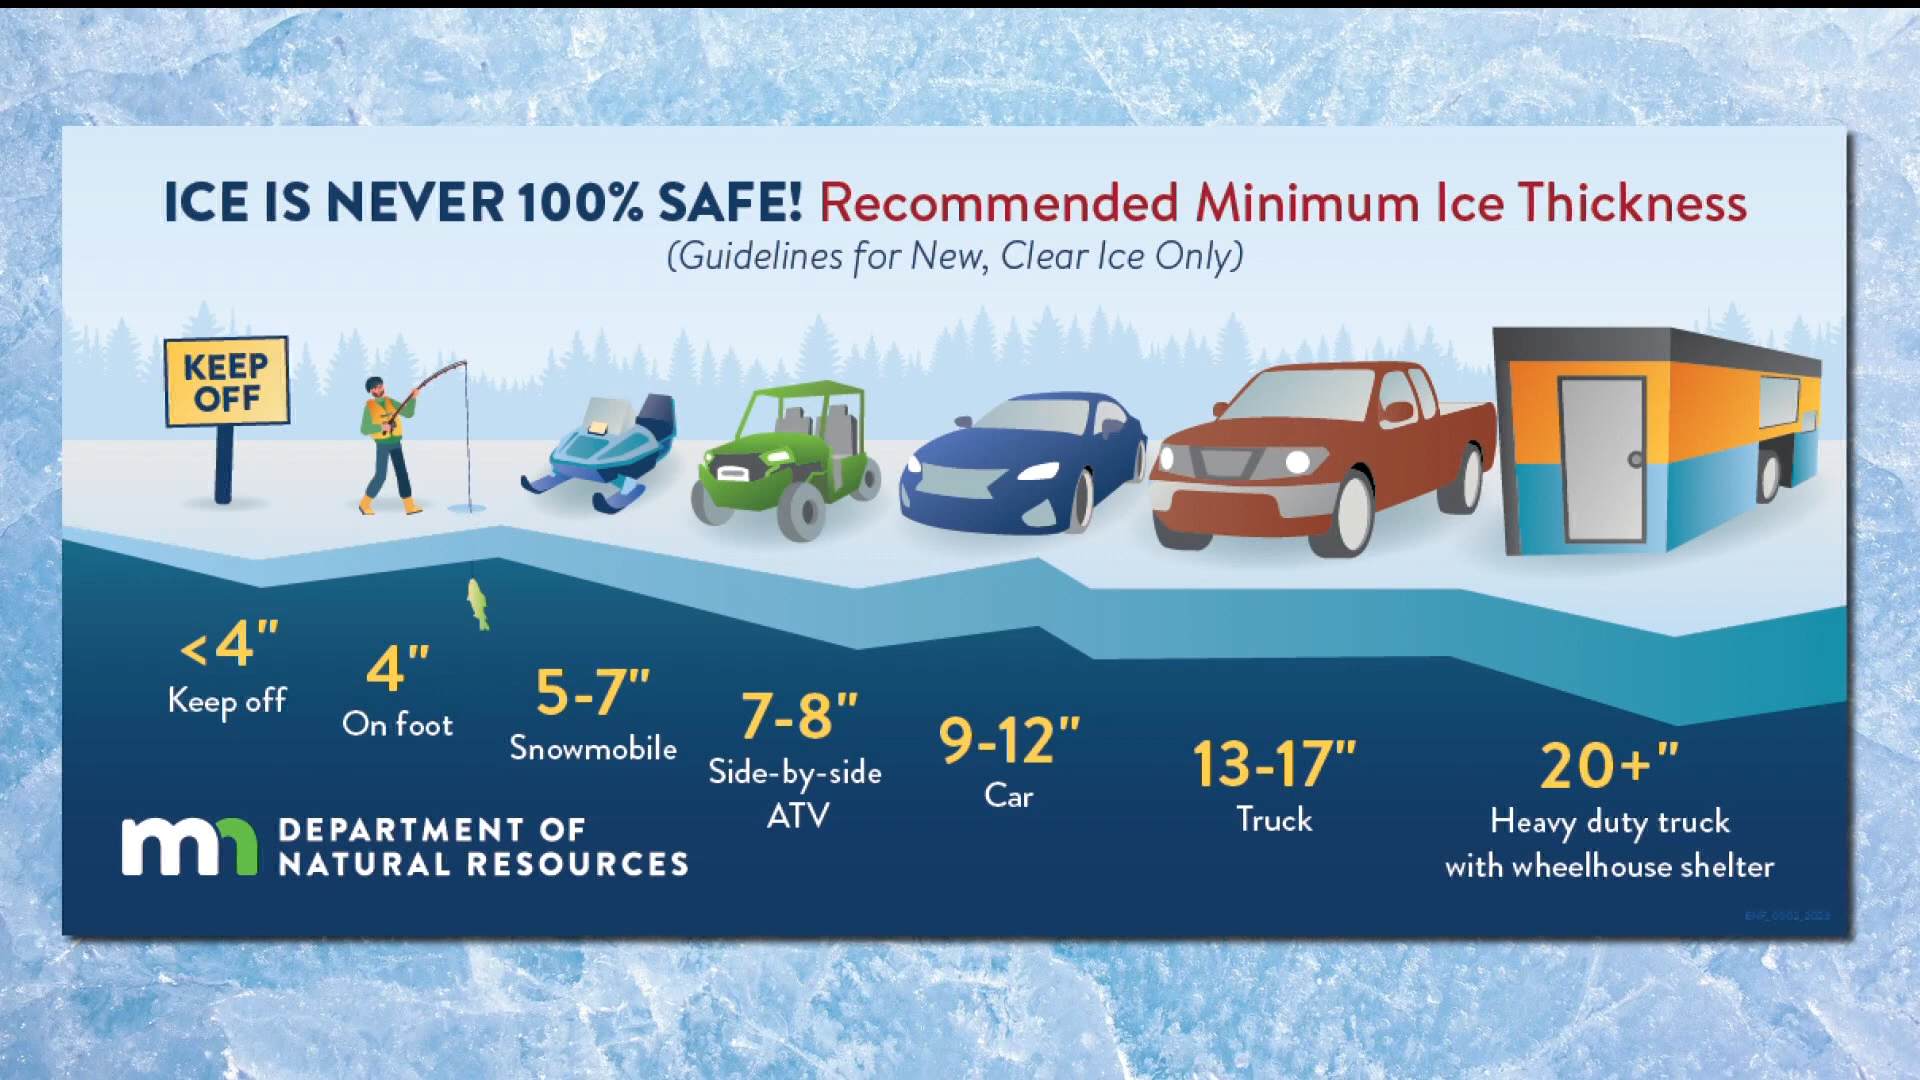 ICE IS NEVER 100% SAFE! Recommended Minimum Ice Thickness
(Guidelines for New, Clear Ice Only)
KEEP
OFF
<4"
Keep off
4"
On foot
5-7"
Snowmobile
7-8"
Side-by-side
ATV
9-12"
Car
13-17"
Truck
20+"
Heavy duty truck
with wheelhouse shelter
mn DEPARTMENT OF
NATURAL RESOURCES
ENF_0002_2023